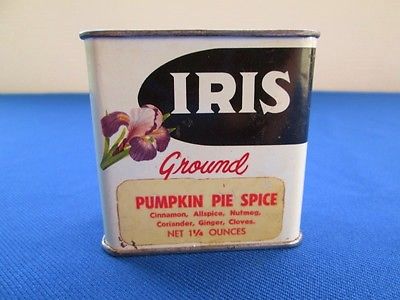 IRIS
Ground
PUMPKIN PIE SPICE
Cinnamon, Allspice, Nutmeg,
Coriander, Ginger, Cloves.
NET 1¼ OUNCES